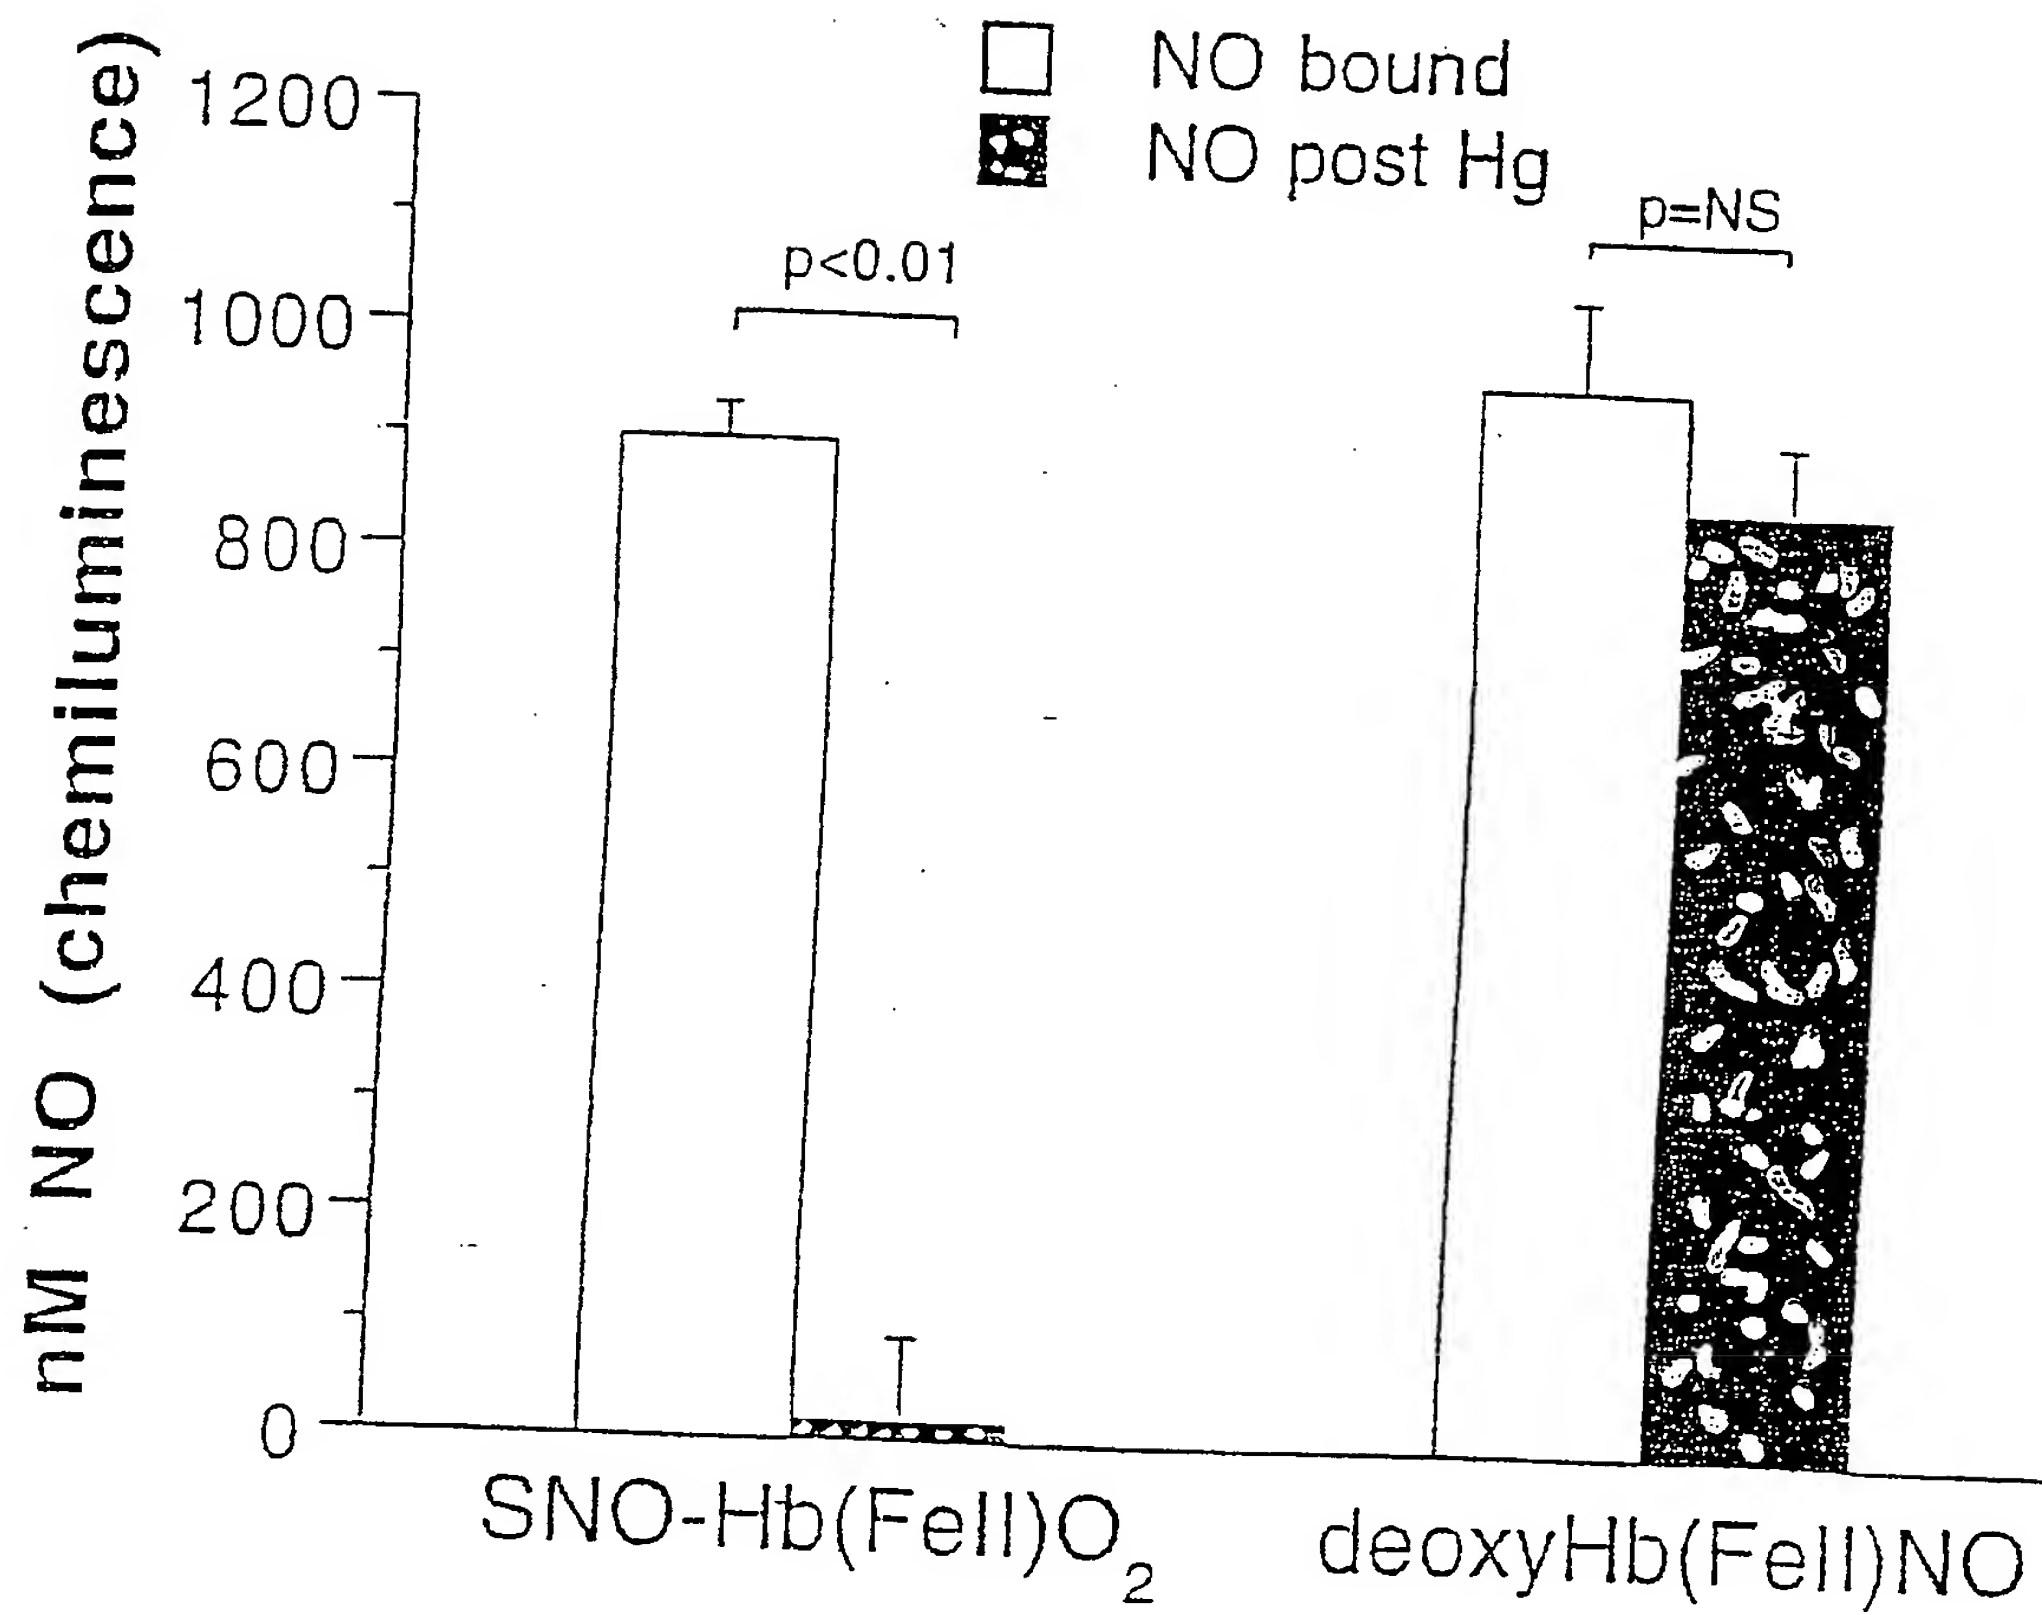 nM NO (chemiluminescence)
1200
1000
800
600
400
200
0
NO bound
NO post Hg
p<0.01
p=NS
SNO-Hb(FeII)O2
deoxyHb(FeII)NO